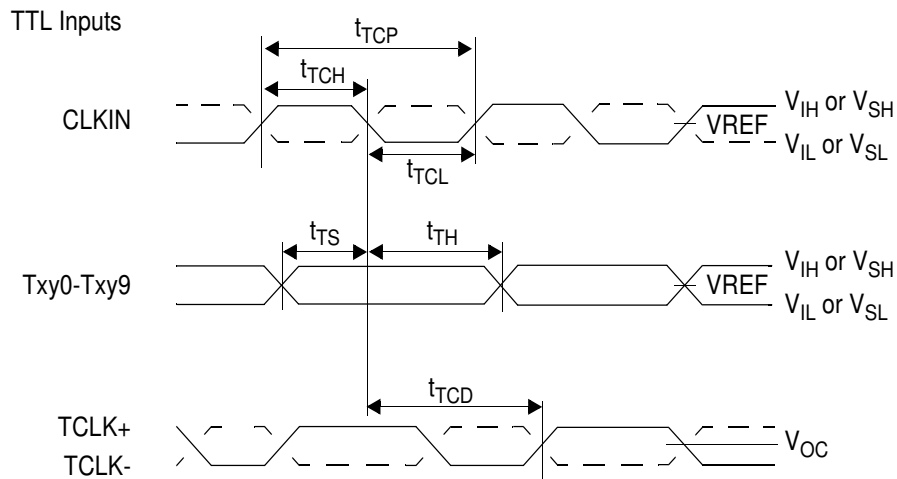 TTL Inputs
tTCP
tTCH
CLKIN
VIH or VSH
VREF
VIL or VSL
tTCL
tTS
tTH
Txy0-Txy9
VIH or VSH
VREF
VIL or VSL
tTCD
TCLK+
TCLK-
VOC